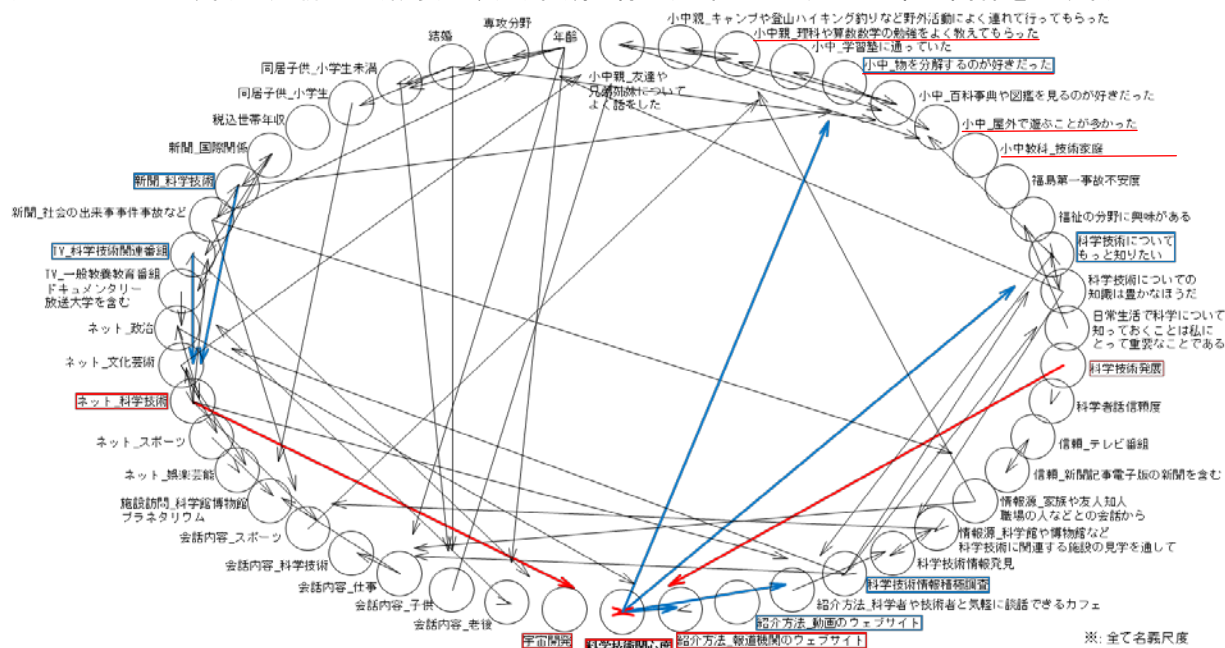 小中親_キャンプや登山ハイキング釣りなど野外活動によく連れて行ってもらった
小中親_理科や算数数学の勉強をよく教えてもらった
小中_学習塾に通っていた
小中_物を分解するのが好きだった
小中_百科事典や図鑑を見るのが好きだった
小中_屋外で遊ぶことが多かった
小中教科_技術家庭
福島第一事故不安度
福祉の分野に興味がある
科学技術について
もっと知りたい
科学技術についての
知識は豊かなほうだ
日常生活で科学について
知っておくことは私に
とって重要なことである
科学技術発展
科学者話信頼度
信頼_テレビ番組
信頼_新聞記事電子版の新聞を含む
情報源_家族や友人知人
職場の人などとの会話から
情報源_科学館や博物館など
科学技術に関連する施設の見学を通して
科学技術情報発見
科学技術情報積極調査
紹介方法_科学者や技術者と気軽に談話できるカフェ
紹介方法_動画のウェブサイト
紹介方法_報道機関のウェブサイト
宇宙開発
会話内容_老後
会話内容_子供
会話内容_仕事
会話内容_科学技術
会話内容_スポーツ
施設訪問_科学館博物館
プラネタリウム
ネット_娯楽芸能
ネット_スポーツ
ネット_科学技術
ネット_文化芸術
ネット_政治
TV_一般教養教育番組
ドキュメンタリー
放送大学を含む
TV_科学技術関連番組
新聞_社会の出来事事件事故など
新聞_科学技術
新聞_国際関係
税込世帯年収
同居子供_小学生
同居子供_小学生未満
結婚
専攻分野
年齢
小中親_友達や
兄弟姉妹について
よく話をした
※: 全て名義尺度